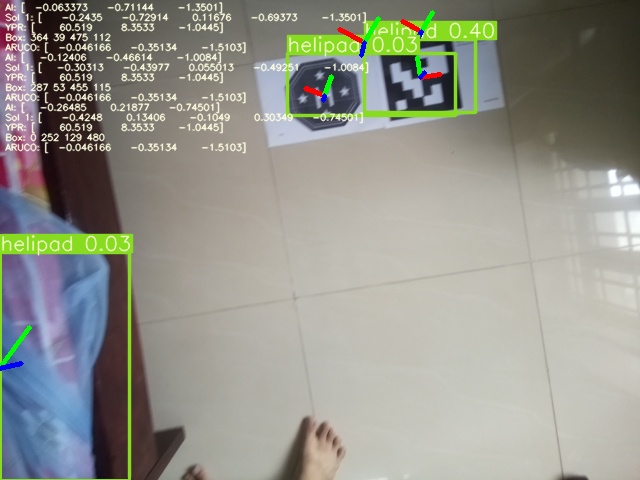 AI: [ -0.063373 -0.71144 -1.3501]
Sol 1: [ -0.2435 -0.72914 0.11676 -0.69373 -1.3501]
YPR: [ 60.519 8.3533 -1.0445]
Box: 364 39 475 112
ARUCO: [ -0.046166 -0.35134 -1.5103]
AI: [ -0.12406 -0.46614 -1.0084]
Sol 1: [ -0.30313 -0.43977 0.055013 -0.49251 -1.0084]
YPR: [ 60.519 8.3533 -1.0445]
Box: 287 53 455 115
ARUCO: [ -0.046166 -0.35134 -1.5103]
AI: [ -0.26485 0.21877 -0.74501]
Sol 1: [ -0.4248 0.13406 -0.1049 0.30349 -0.74501]
YPR: [ 60.519 8.3533 -1.0445]
Box: 0 252 129 480
ARUCO: [ -0.046166 -0.35134 -1.5103]
helipad 0.40
helipad 0.03
helipad 0.03